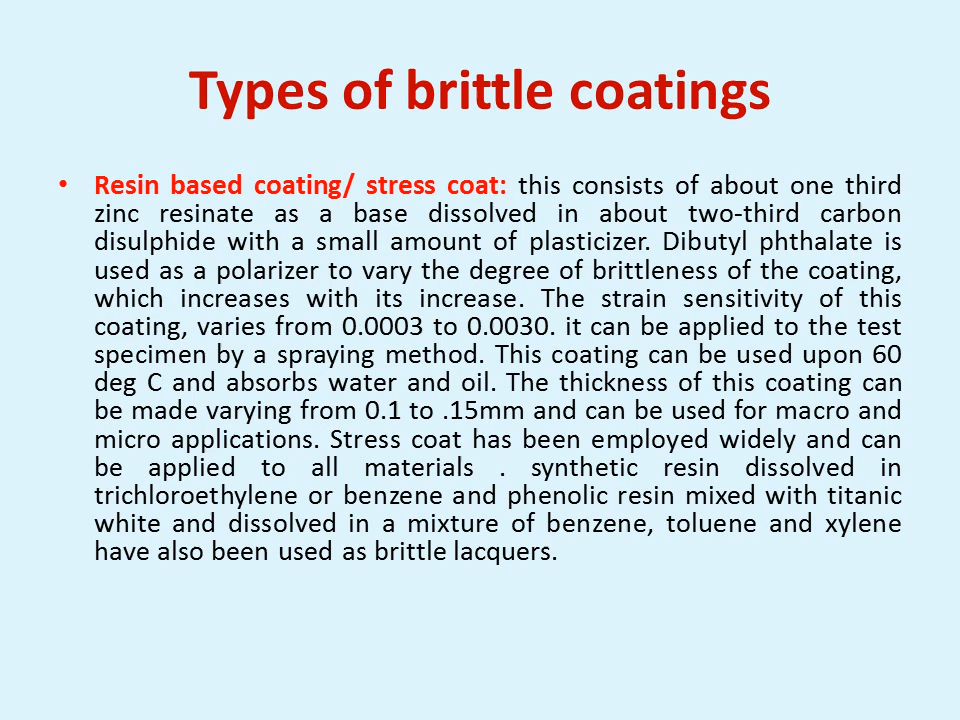 Types of brittle coatings
• Resin based coating/ stress coat: this consists of about one third
zinc resinate as a base dissolved in about two-third carbon
disulphide with a small amount of plasticizer. Dibutyl phthalate is
used as a polarizer to vary the degree of brittleness of the coating,
which increases with its increase. The strain sensitivity of this
coating, varies from 0.0003 to 0.0030. it can be applied to the test
specimen by a spraying method. This coating can be used upon 60
deg C and absorbs water and oil. The thickness of this coating can
be made varying from 0.1 to .15mm and can be used for macro and
micro applications. Stress coat has been employed widely and can
be applied to all materials . synthetic resin dissolved in
trichloroethylene or benzene and phenolic resin mixed with titanic
white and dissolved in a mixture of benzene, toluene and xylene
have also been used as brittle lacquers.